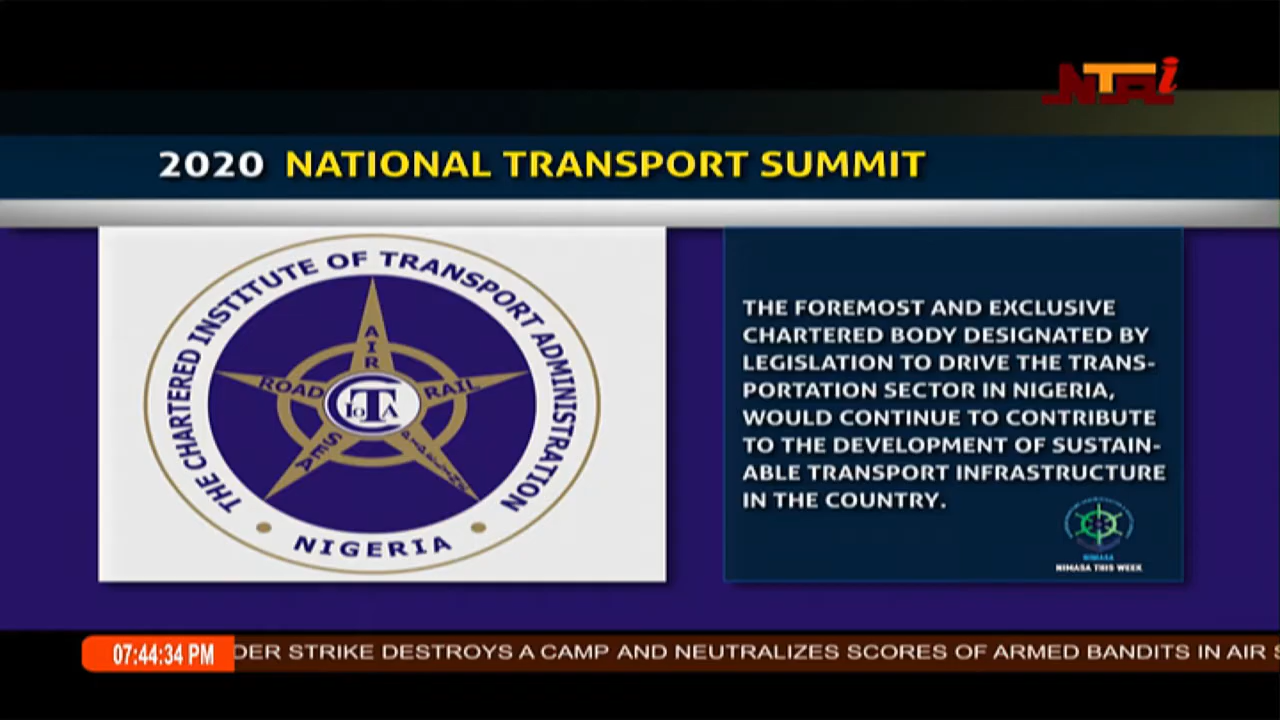 NTAi
2020 NATIONAL TRANSPORT SUMMIT
THE CHARTERED INSTITUTE OF TRANSPORT ADMINISTRATION
NIGERIA
AIR
ROAD
RAIL
SEA
CIoTA
THE FOREMOST AND EXCLUSIVE
CHARTERED BODY DESIGNATED BY
LEGISLATION TO DRIVE THE TRANS-
PORTATION SECTOR IN NIGERIA,
WOULD CONTINUE TO CONTRIBUTE
TO THE DEVELOPMENT OF SUSTAIN-
ABLE TRANSPORT INFRASTRUCTURE
IN THE COUNTRY.
NIMASA
NIMASA THIS WEEK
07:44:34 PM
DER STRIKE DESTROYS A CAMP AND NEUTRALIZES SCORES OF ARMED BANDITS IN AIR S